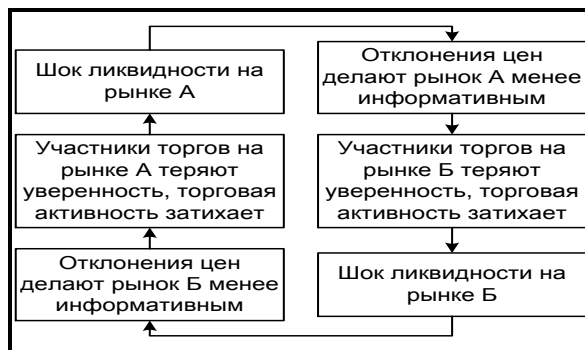 Шок ликвидности на
рынке А
Отклонения цен
делают рынок А менее
информативным
Участники торгов на
рынке А теряют
уверенность, торговая
активность затихает
Участники торгов на
рынке Б теряют
уверенность, торговая
активность затихает
Отклонения цен
делают рынок Б менее
информативным
Шок ликвидности на
рынке Б